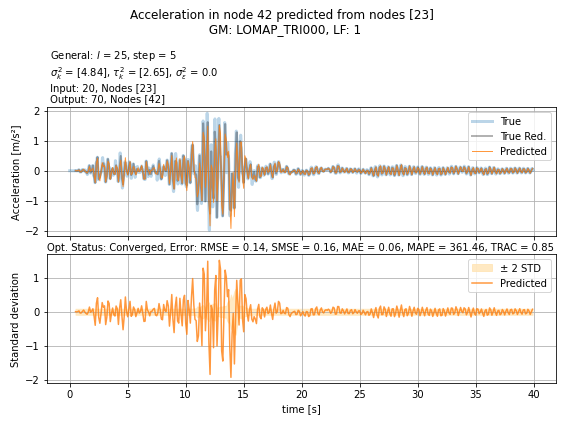 Acceleration in node 42 predicted from nodes [23]
GM: LOMAP_TRI000, LF: 1
General: l = 25, step = 5
σ²ₖ = [4.84], τ²ₖ = [2.65], σ²ε = 0.0
Input: 20, Nodes [23]
Output: 70, Nodes [42]
Acceleration [m/s²]
2
1
0
−1
−2
True
True Red.
Predicted
Opt. Status: Converged, Error: RMSE = 0.14, SMSE = 0.16, MAE = 0.06, MAPE = 361.46, TRAC = 0.85
Standard deviation
1
0
−1
−2
± 2 STD
Predicted
0 5 10 15 20 25 30 35 40
time [s]